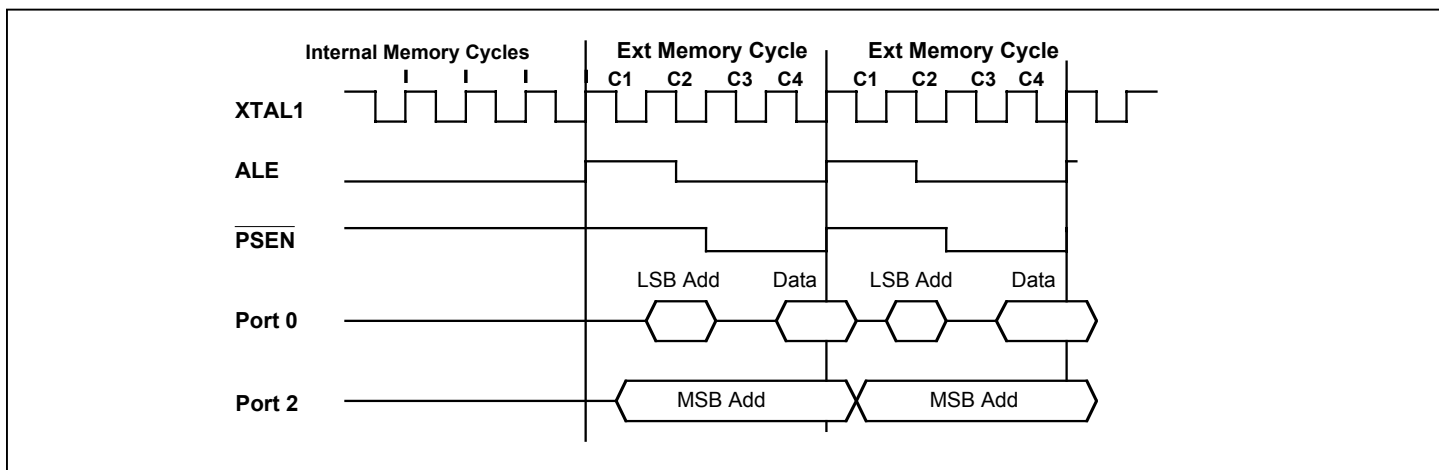 Internal Memory Cycles Ext Memory Cycle Ext Memory Cycle
C1 C2 C3 C4 C1 C2 C3 C4
XTAL1
ALE
PSEN
LSB Add Data LSB Add Data
Port 0
Port 2 MSB Add MSB Add